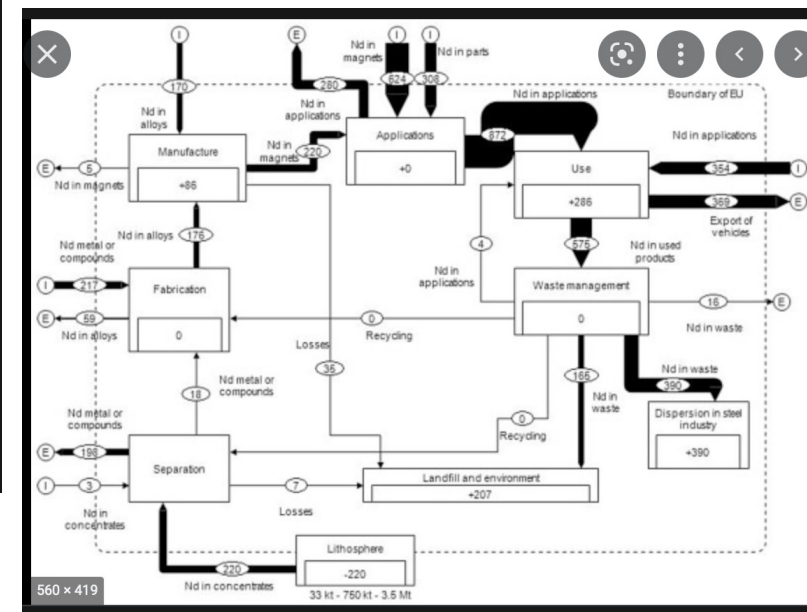 I
E
Nd in
magnets
I
I
Nd in parts
624
308
170
280
Nd in applications
Boundary of EU
Nd in
alloys
Nd in
applications
Manufacture
+86
Nd in
magnets
220
Applications
+0
872
Nd in applications
E
5
Nd in magnets
Use
+286
354
I
369
E
Export of
vehicles
Nd in alloys
176
4
575
Nd in used
products
Nd metal or
compounds
I
217
Fabrication
0
Nd in
applications
Waste management
0
16
E
Nd in waste
E
59
Nd in alloys
0
Recycling
Losses
35
165
Nd in
waste
Nd in waste
390
18
Nd metal or
compounds
Nd metal or
compounds
0
Recycling
Dispersion in steel
industry
+390
E
198
Separation
I
3
Nd in
concentrates
7
Losses
Landfill and environment
+207
Lithosphere
-220
220
Nd in concentrates
33 kt - 750 kt - 3.5 Mt
560 × 419